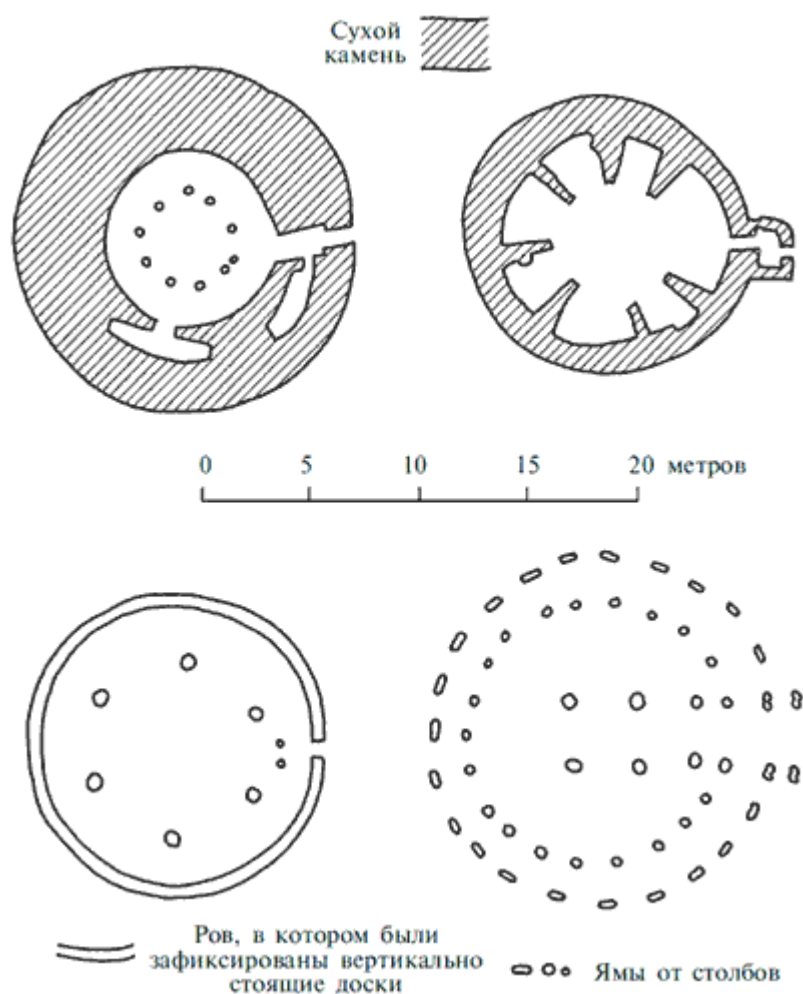 Сухой
камень
0 5 10 15 20 метров
Ров, в котором были
зафиксированы вертикально
стоящие доски
Ямы от столбов